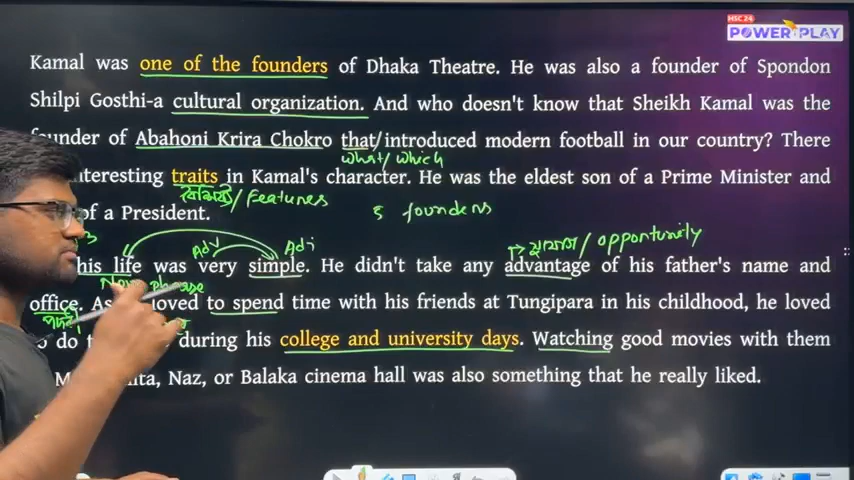 HSC 24
POWER PLAY
Kamal was one of the founders of Dhaka Theatre. He was also a founder of Spondon
Shilpi Gosthi-a cultural organization. And who doesn't know that Sheikh Kamal was the
founder of Abahoni Krira Chokro that/introduced modern football in our country? There
what/which
interesting traits in Kamal's character. He was the eldest son of a Prime Minister and
বৈশিষ্ট্য/Features
of a President.
5 founders
Adv
Adj
সুযোগ/opportunity
his life was very simple. He didn't take any advantage of his father's name and
Noun phrase
office. As loved to spend time with his friends at Tungipara in his childhood, he loved
do during his college and university days. Watching good movies with them
Naz, or Balaka cinema hall was also something that he really liked.